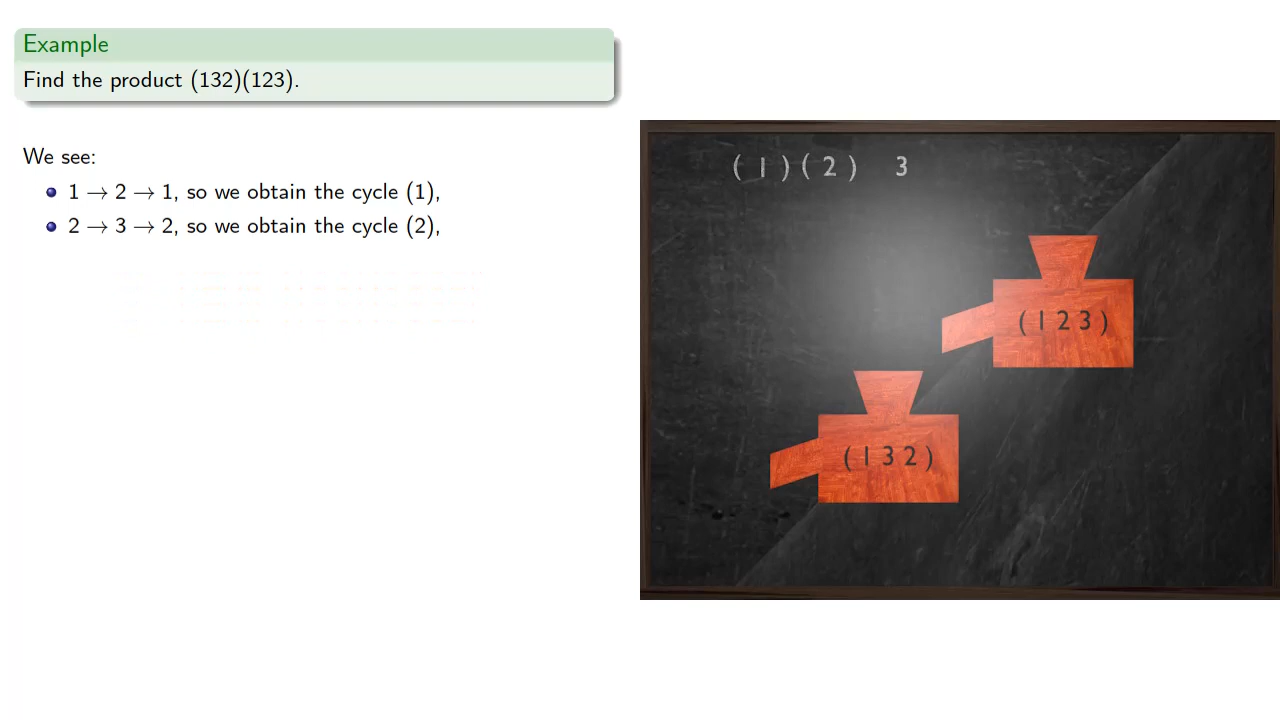 Example
Find the product (132)(123).
We see:
1 → 2 → 1, so we obtain the cycle (1),
2 → 3 → 2, so we obtain the cycle (2),
( 1 ) ( 2 ) 3
( 1 2 3 )
( 1 3 2 )